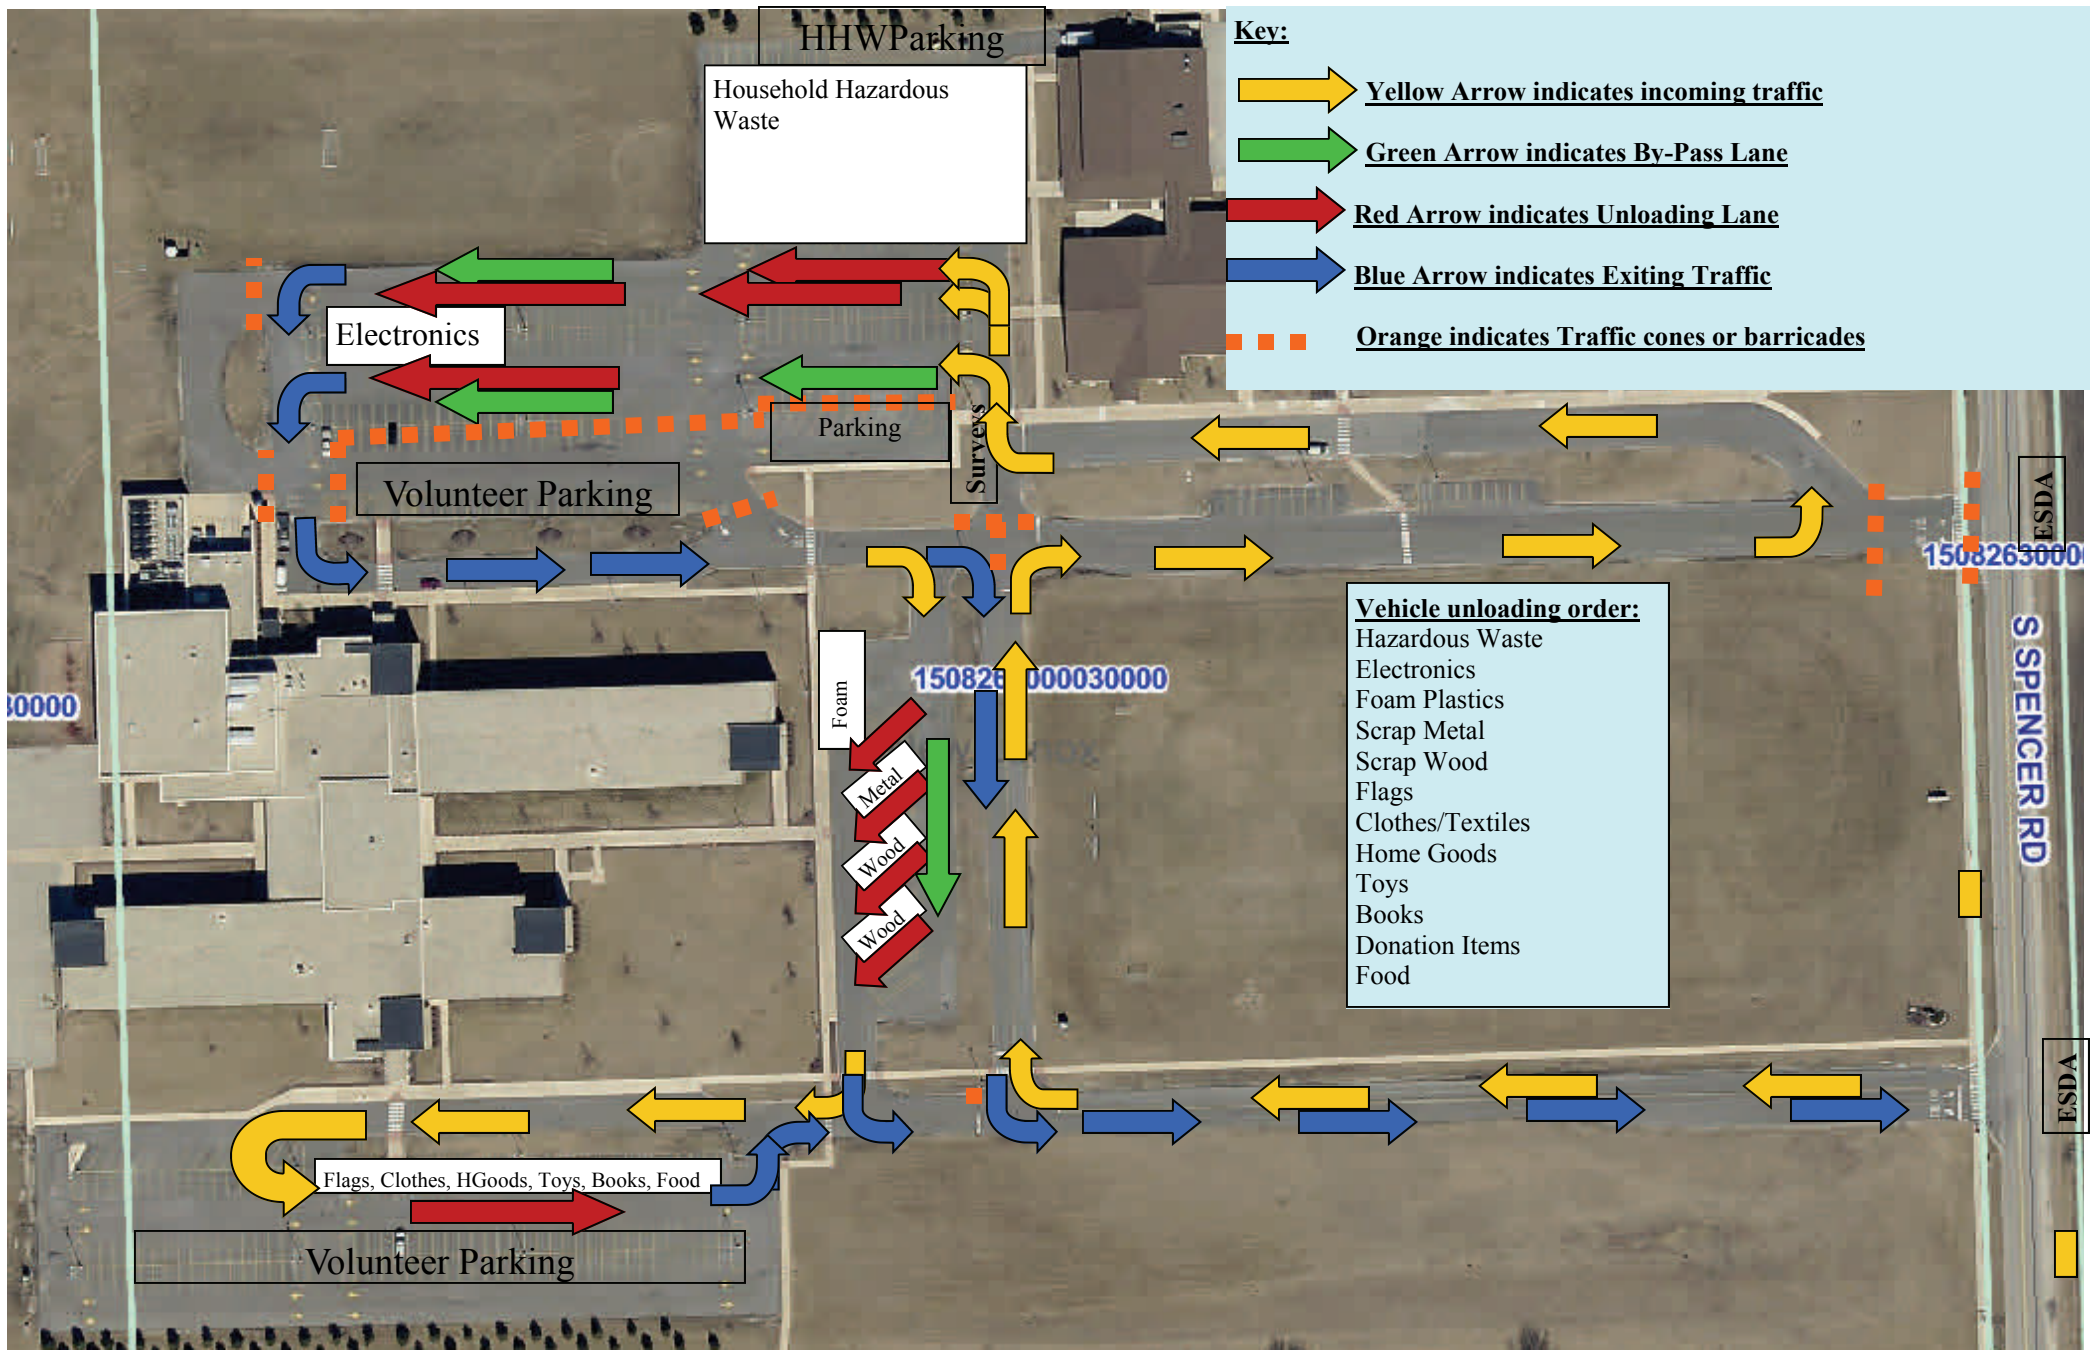 HHWParking
Household Hazardous
Waste
Key:
Yellow Arrow indicates incoming traffic
Green Arrow indicates By-Pass Lane
Red Arrow indicates Unloading Lane
Blue Arrow indicates Exiting Traffic
Orange indicates Traffic cones or barricades
Electronics
Parking
Surveys
Volunteer Parking
ESDA
S SPENCER RD
Vehicle unloading order:
Hazardous Waste
Electronics
Foam Plastics
Scrap Metal
Scrap Wood
Flags
Clothes/Textiles
Home Goods
Toys
Books
Donation Items
Food
Foam
Metal
Wood
Wood
30000
ESDA
Flags, Clothes, HGoods, Toys, Books, Food
Volunteer Parking